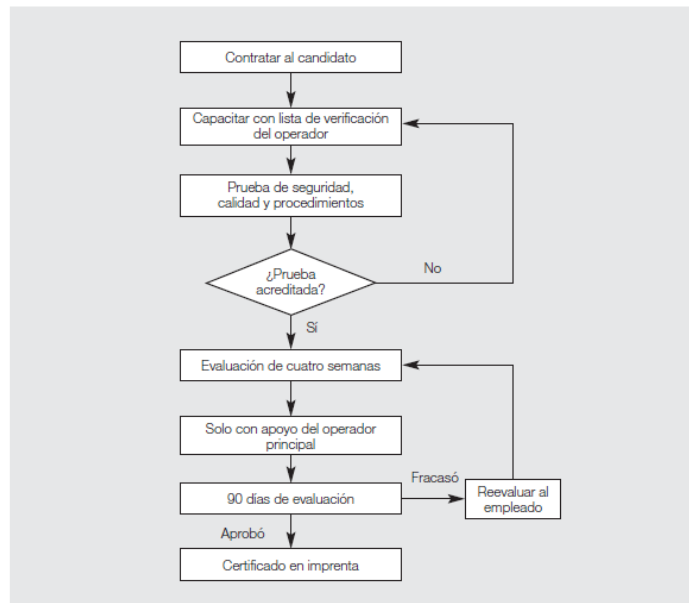 Contratar al candidato
Capacitar con lista de verificación
del operador
Prueba de seguridad,
calidad y procedimientos
¿Prueba
acreditada?
No
Sí
Evaluación de cuatro semanas
Solo con apoyo del operador
principal
Fracasó
90 días de evaluación
Reevaluar al
empleado
Aprobó
Certificado en imprenta